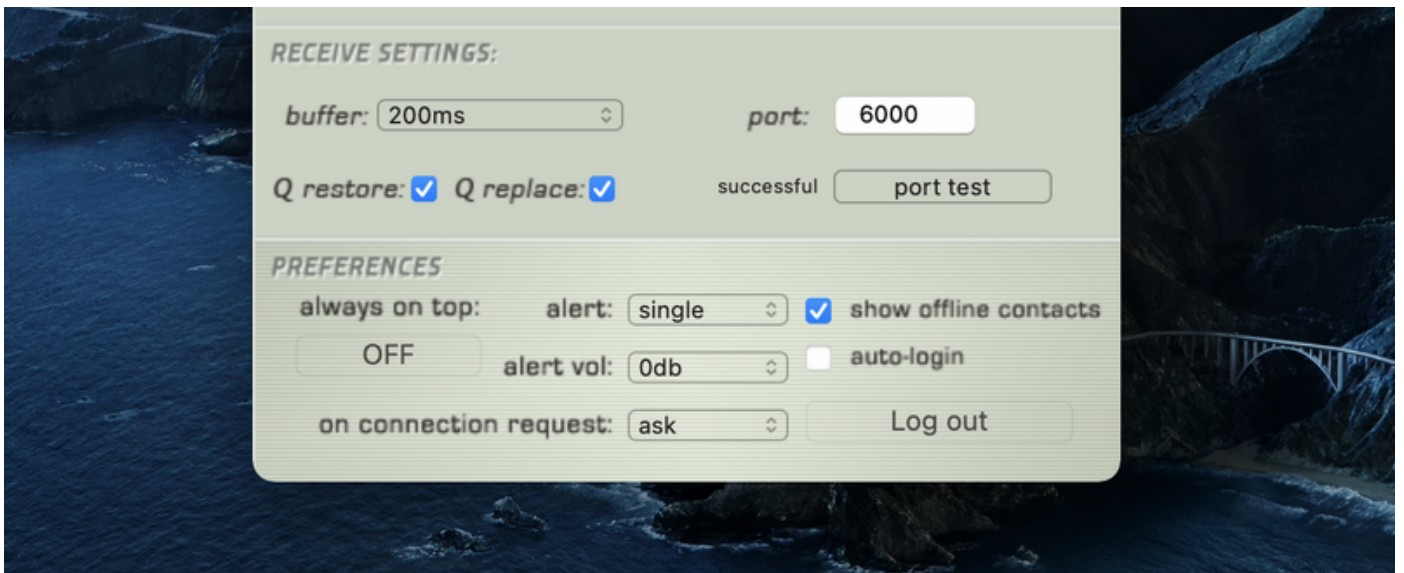 RECEIVE SETTINGS:
buffer: 200ms port: 6000
Q restore: Q replace: successful port test
PREFERENCES
always on top: alert: single show offline contacts
OFF alert vol: 0db auto-login
on connection request: ask Log out